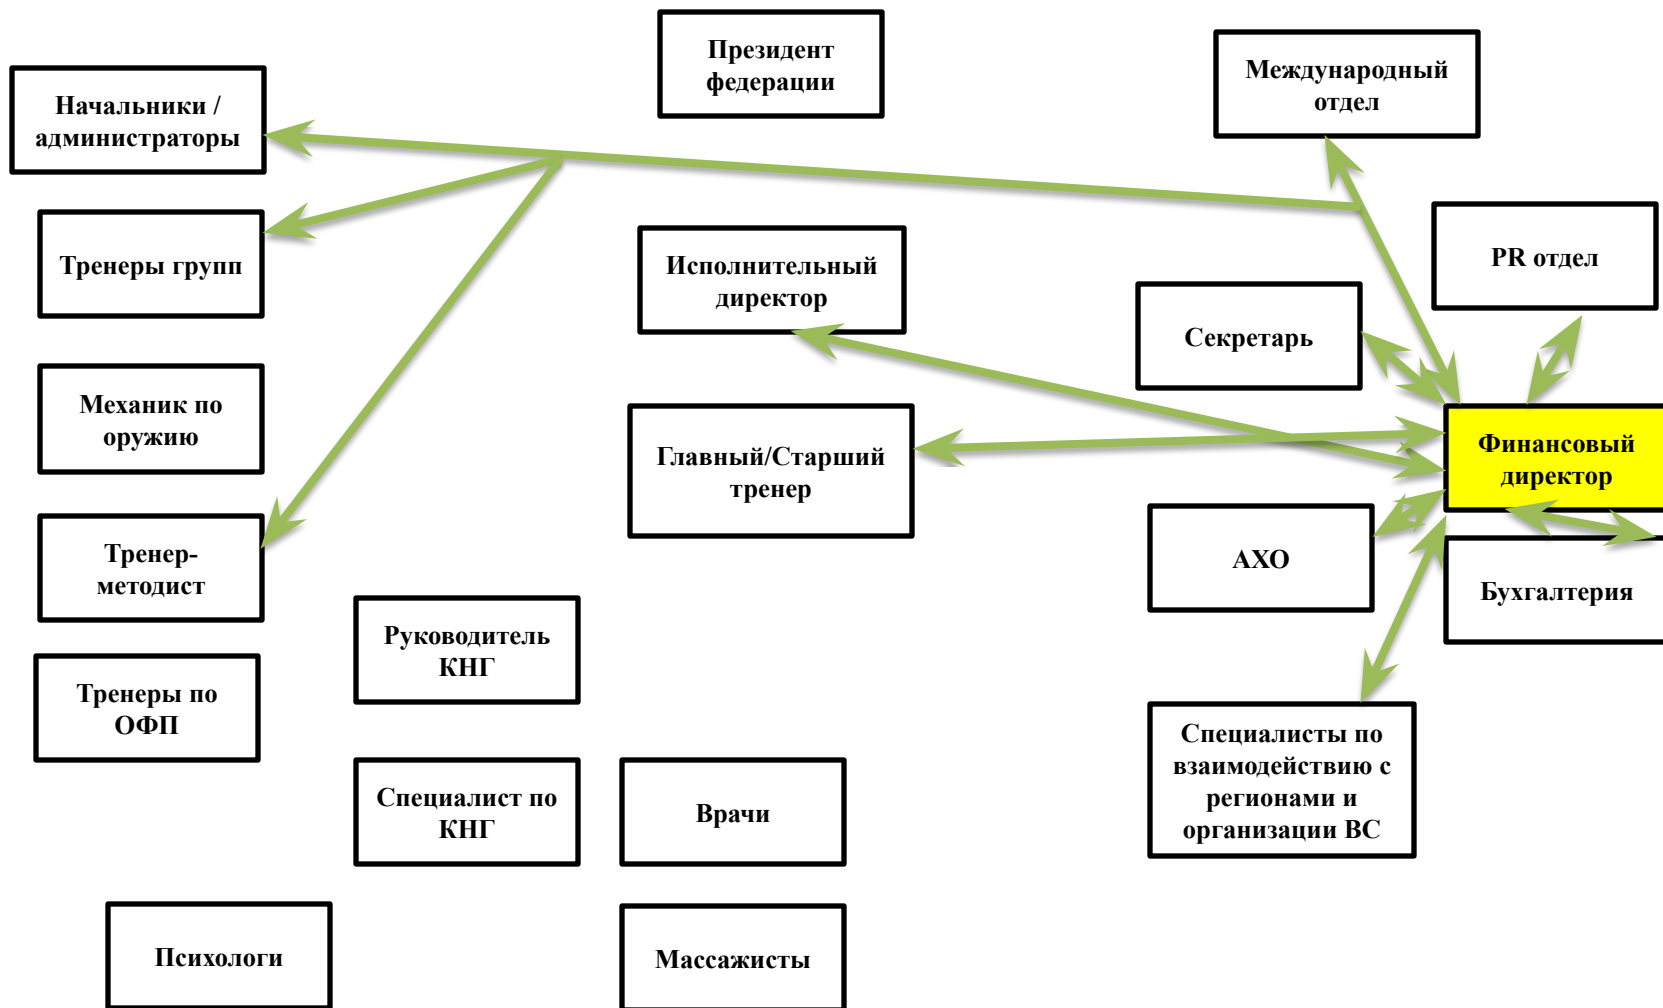 Президент
федерации
Международный
отдел
Начальники /
администраторы
Тренеры групп
Исполнительный
директор
PR отдел
Секретарь
Механик по
оружию
Главный/Старший
тренер
Финансовый
директор
Тренер-
методист
АХО
Бухгалтерия
Руководитель
КНГ
Тренеры по
ОФП
Специалисты по
взаимодействию с
регионами и
организации ВС
Специалист по
КНГ
Врачи
Психологи
Массажисты